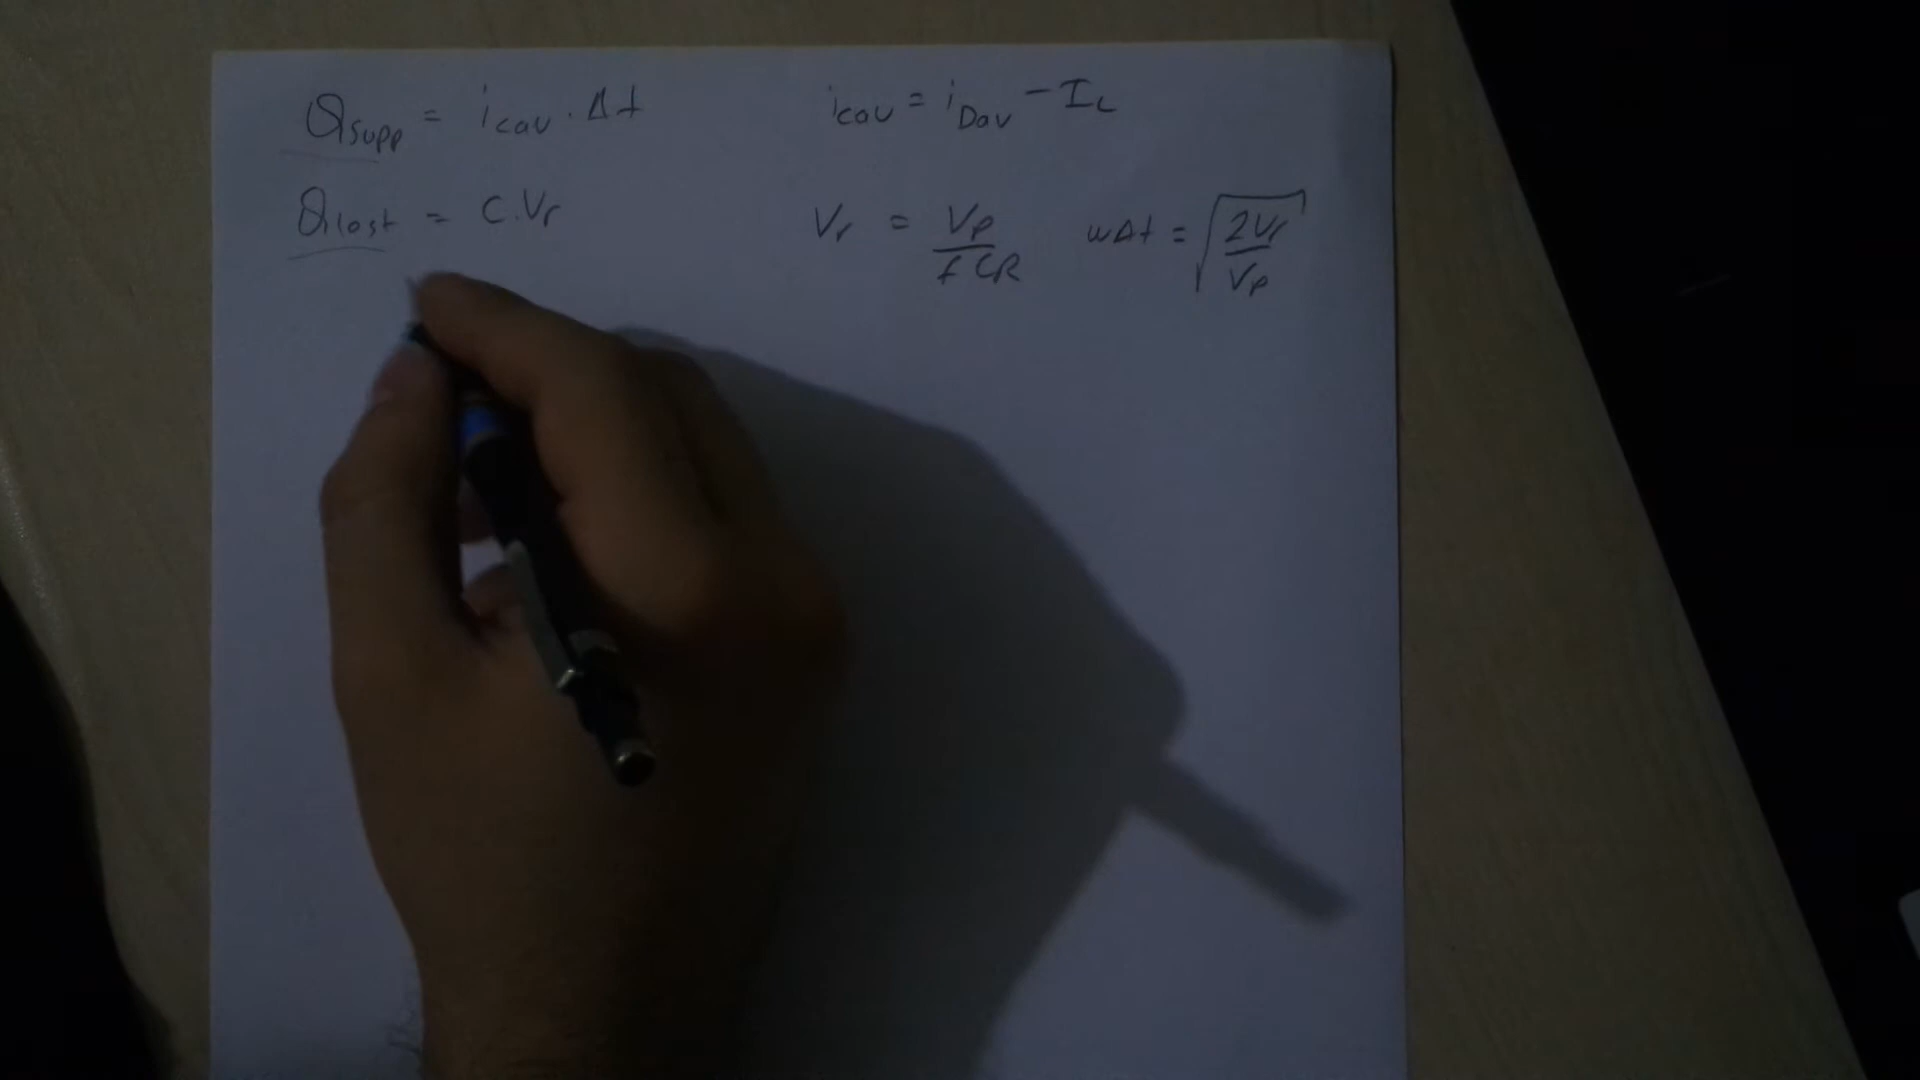 Qsupp = icav . Δt icav = iDav - IL
Qlost = C.Vr Vr = Vp/fCR wΔt = √(2Vr/Vp)